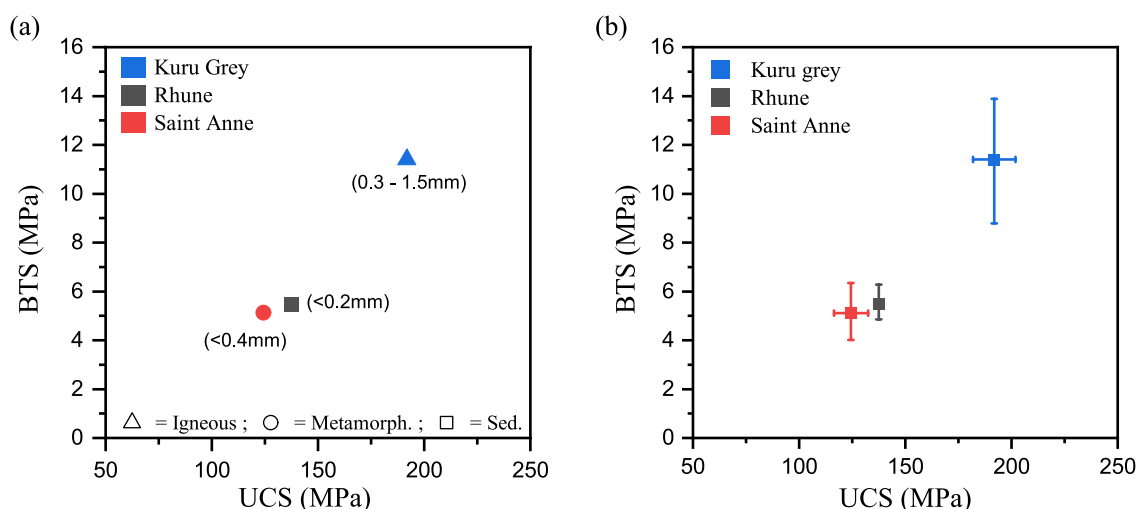 (a)
16
14
12
10
8
6
4
2
0
BTS (MPa)
Kuru Grey
Rhune
Saint Anne
(0.3 - 1.5mm)
(<0.2mm)
(<0.4mm)
= Igneous ; = Metamorph. ; = Sed.
50 100 150 200 250
UCS (MPa)
(b)
16
14
12
10
8
6
4
2
0
BTS (MPa)
Kuru grey
Rhune
Saint Anne
50 100 150 200 250
UCS (MPa)